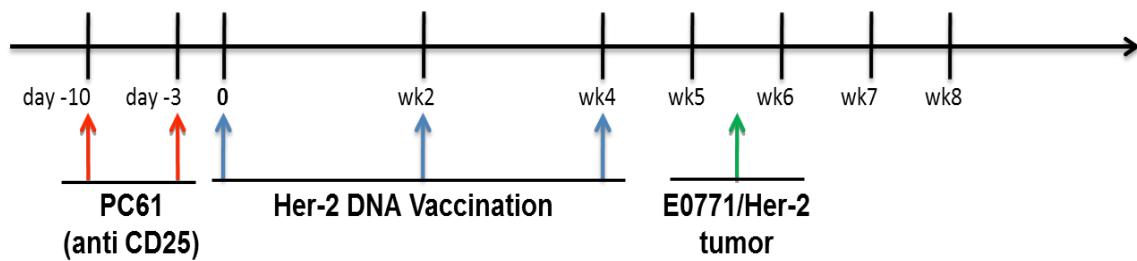 day -10 day -3 0 wk2 wk4 wk5 wk6 wk7 wk8
PC61
(anti CD25)
Her-2 DNA Vaccination
E0771/Her-2
tumor